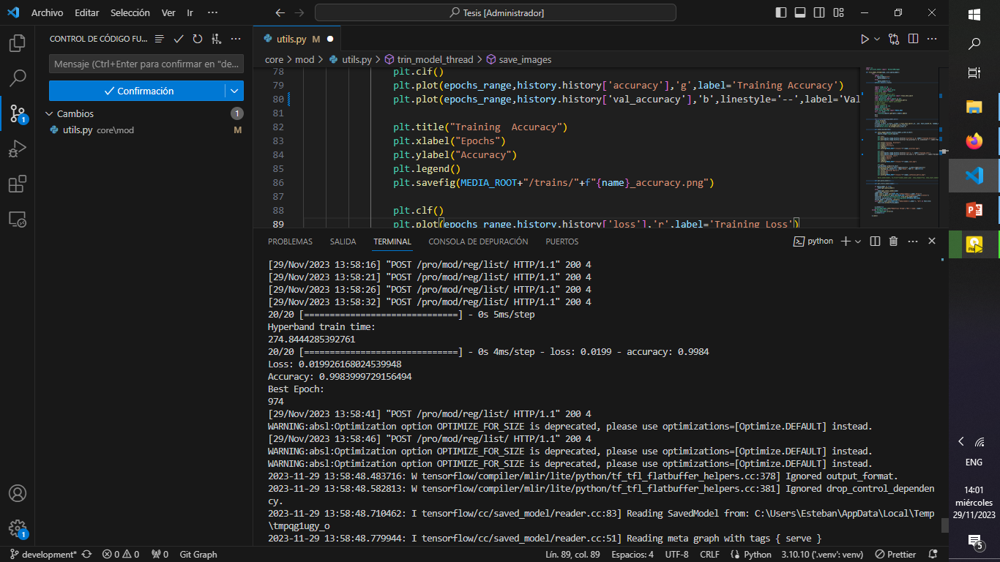 Archivo Editar Selección Ver Ir ··· Tesis [Administrador]
CONTROL DE CÓDIGO FU...
Mensaje (Ctrl+Enter para confirmar en "de...
Confirmación
Cambios 1
utils.py core\mod M
utils.py M
core > mod > utils.py > trin_model_thread > save_images
78 plt.clf()
79 plt.plot(epochs_range,history.history['accuracy'],'g',label='Training Accuracy')
80 plt.plot(epochs_range,history.history['val_accuracy'],'b',linestyle='--',label='Val
81
82 plt.title("Training  Accuracy")
83 plt.xlabel("Epochs")
84 plt.ylabel("Accuracy")
85 plt.legend()
86 plt.savefig(MEDIA_ROOT+"/trains/"+f"{name}_accuracy.png")
87
88 plt.clf()
89 plt.plot(epochs_range,history.history['loss'],'r',label='Training Loss')
PROBLEMAS SALIDA TERMINAL CONSOLA DE DEPURACIÓN PUERTOS python
[29/Nov/2023 13:58:16] "POST /pro/mod/reg/list/ HTTP/1.1" 200 4
[29/Nov/2023 13:58:21] "POST /pro/mod/reg/list/ HTTP/1.1" 200 4
[29/Nov/2023 13:58:26] "POST /pro/mod/reg/list/ HTTP/1.1" 200 4
[29/Nov/2023 13:58:32] "POST /pro/mod/reg/list/ HTTP/1.1" 200 4
20/20 [==============================] - 0s 5ms/step
Hyperband train time:
274.8444285392761
20/20 [==============================] - 0s 4ms/step - loss: 0.0199 - accuracy: 0.9984
Loss: 0.019926168024539948
Accuracy: 0.9983999729156494
Best Epoch:
974
[29/Nov/2023 13:58:41] "POST /pro/mod/reg/list/ HTTP/1.1" 200 4
WARNING:absl:Optimization option OPTIMIZE_FOR_SIZE is deprecated, please use optimizations=[Optimize.DEFAULT] instead.
[29/Nov/2023 13:58:46] "POST /pro/mod/reg/list/ HTTP/1.1" 200 4
WARNING:absl:Optimization option OPTIMIZE_FOR_SIZE is deprecated, please use optimizations=[Optimize.DEFAULT] instead.
WARNING:absl:Optimization option OPTIMIZE_FOR_SIZE is deprecated, please use optimizations=[Optimize.DEFAULT] instead.
2023-11-29 13:58:48.483716: W tensorflow/compiler/mlir/lite/python/tf_tfl_flatbuffer_helpers.cc:378] Ignored output_format.
2023-11-29 13:58:48.582813: W tensorflow/compiler/mlir/lite/python/tf_tfl_flatbuffer_helpers.cc:381] Ignored drop_control_dependen
cy.
2023-11-29 13:58:48.710462: I tensorflow/cc/saved_model/reader.cc:83] Reading SavedModel from: C:\Users\Esteban\AppData\Local\Temp
\tmpqg1ugy_o
2023-11-29 13:58:48.779944: I tensorflow/cc/saved_model/reader.cc:51] Reading meta graph with tags { serve }
development* 0 0 0 Git Graph Lín. 89, col. 89 Espacios: 4 UTF-8 CRLF Python 3.10.10 ('.venv': venv) Prettier
ENG
14:01
miércoles
29/11/2023
5